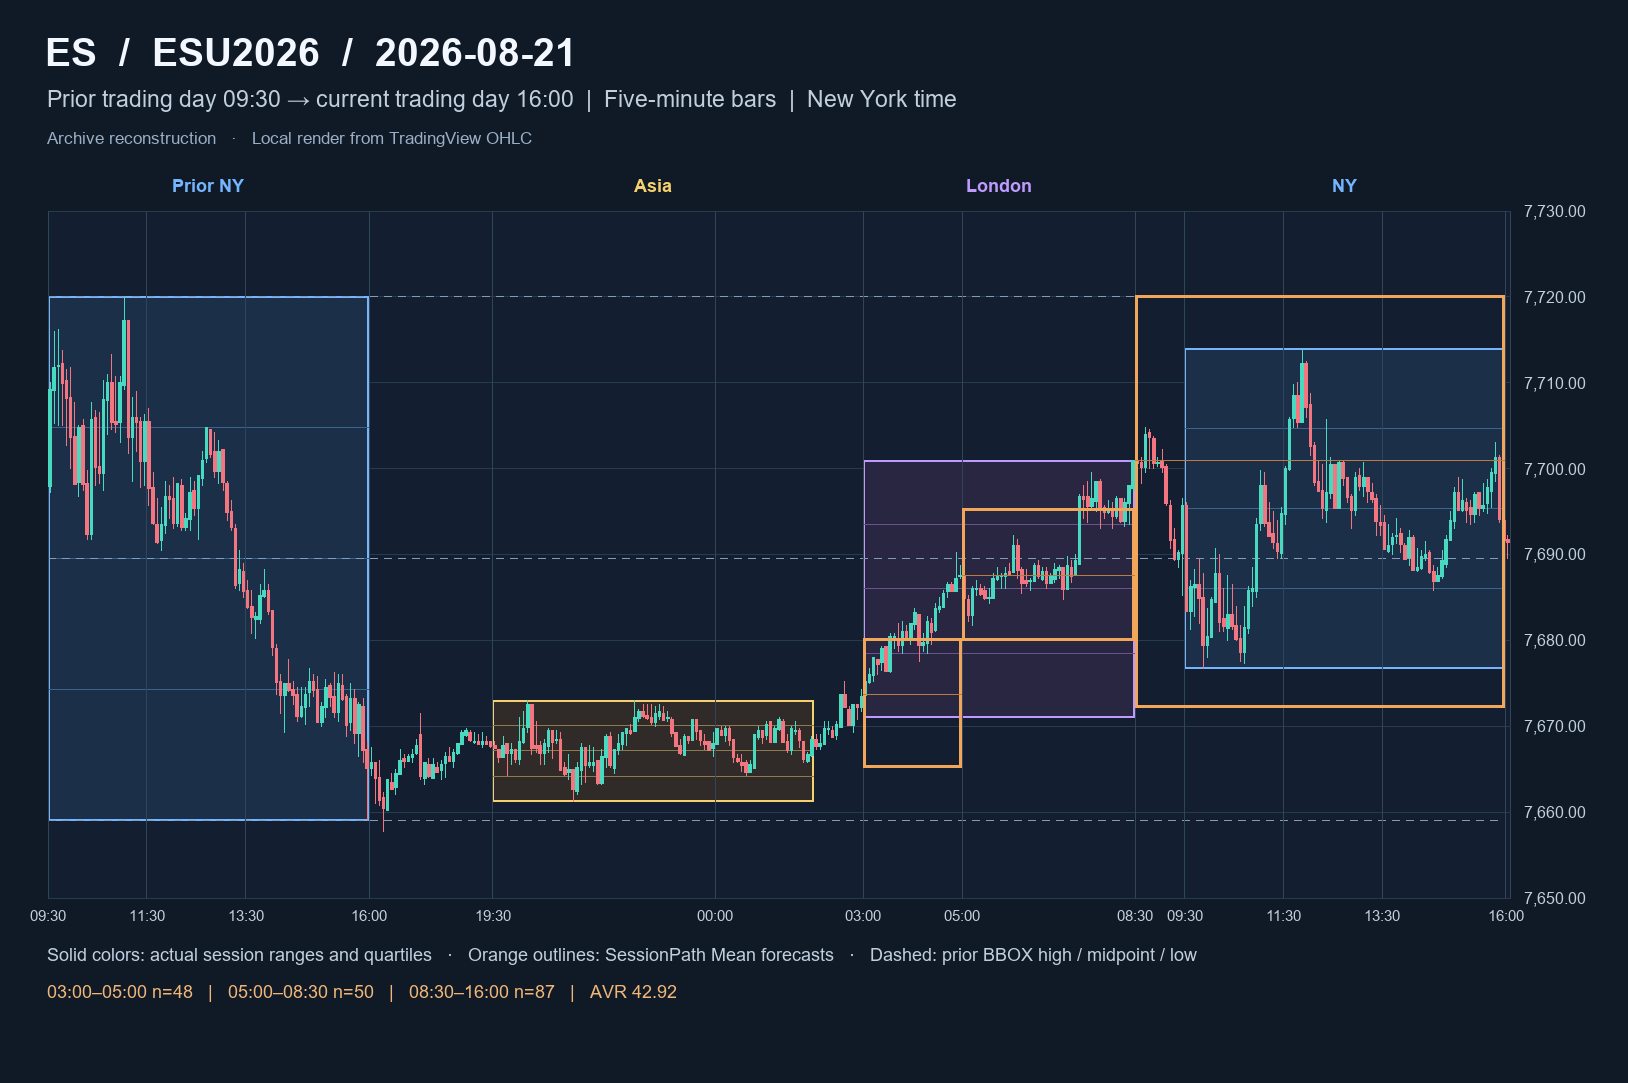 ES / ESU2026 / 2026-08-21
Prior trading day 09:30 → current trading day 16:00 | Five-minute bars | New York time
Archive reconstruction · Local render from TradingView OHLC
Prior NY Asia London NY
7,730.00
7,720.00
7,710.00
7,700.00
7,690.00
7,680.00
7,670.00
7,660.00
7,650.00
09:30 11:30 13:30 16:00 19:30 00:00 03:00 05:00 08:30 09:30 11:30 13:30 16:00
Solid colors: actual session ranges and quartiles · Orange outlines: SessionPath Mean forecasts · Dashed: prior BBOX high / midpoint / low
03:00–05:00 n=48 | 05:00–08:30 n=50 | 08:30–16:00 n=87 | AVR 42.92